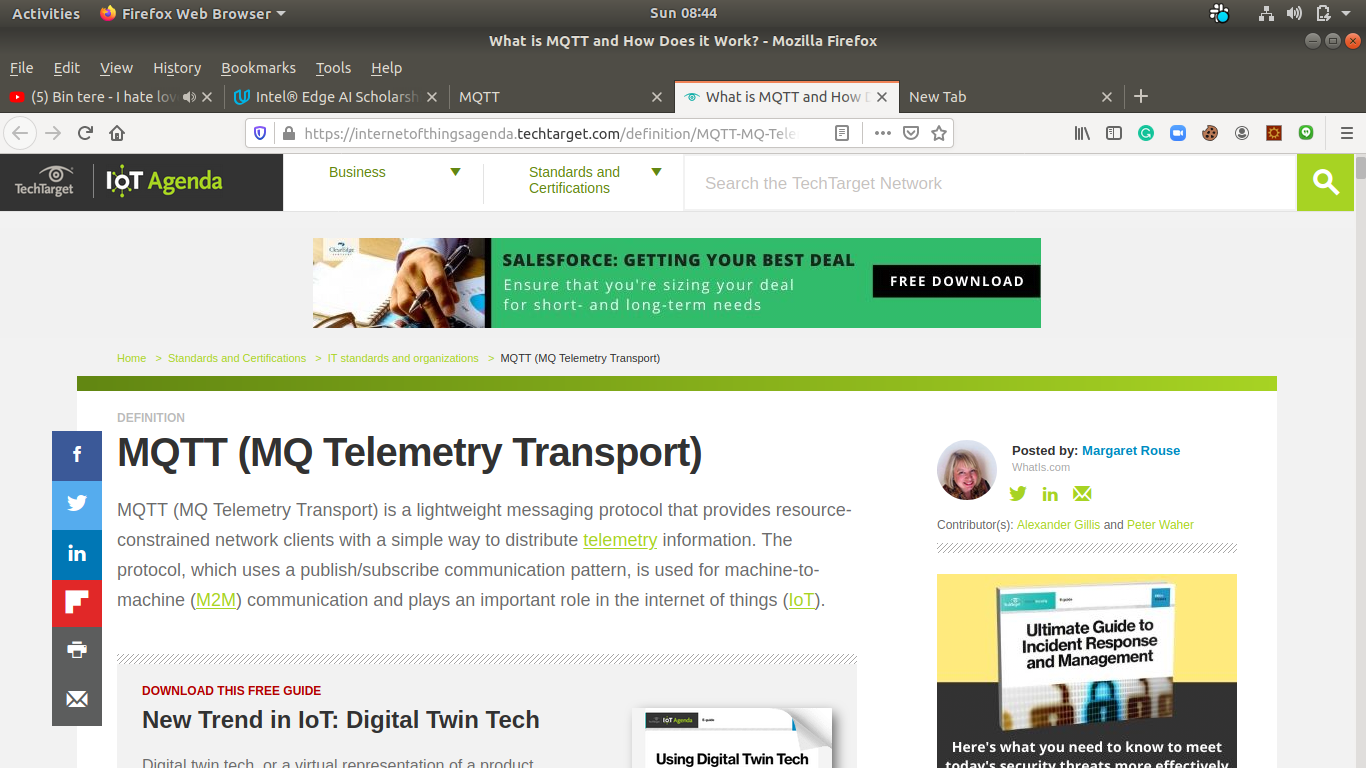 Activities
Firefox Web Browser
Sun 08:44
What is MQTT and How Does it Work? - Mozilla Firefox
File Edit View History Bookmarks Tools Help
(5) Bin tere - I hate lov
Intel® Edge AI Scholarsh
MQTT
What is MQTT and How D
New Tab
https://internetofthingsagenda.techtarget.com/definition/MQTT-MQ-Tele
TechTarget
IoT Agenda
Business
Standards and
Certifications
Search the TechTarget Network
SALESFORCE: GETTING YOUR BEST DEAL
Ensure that you're sizing your deal
for short- and long-term needs
FREE DOWNLOAD
Home > Standards and Certifications > IT standards and organizations > MQTT (MQ Telemetry Transport)
DEFINITION
MQTT (MQ Telemetry Transport)
MQTT (MQ Telemetry Transport) is a lightweight messaging protocol that provides resource-
constrained network clients with a simple way to distribute telemetry information. The
protocol, which uses a publish/subscribe communication pattern, is used for machine-to-
machine (M2M) communication and plays an important role in the internet of things (IoT).
Posted by: Margaret Rouse
WhatIs.com
Contributor(s): Alexander Gillis and Peter Waher
Ultimate Guide to
Incident Response
and Management
Here's what you need to know to meet
today's security threats more effectively
DOWNLOAD THIS FREE GUIDE
New Trend in IoT: Digital Twin Tech
Digital twin tech, or a virtual representation of a product,
IoT Agenda
E-guide
Using Digital Twin Tech